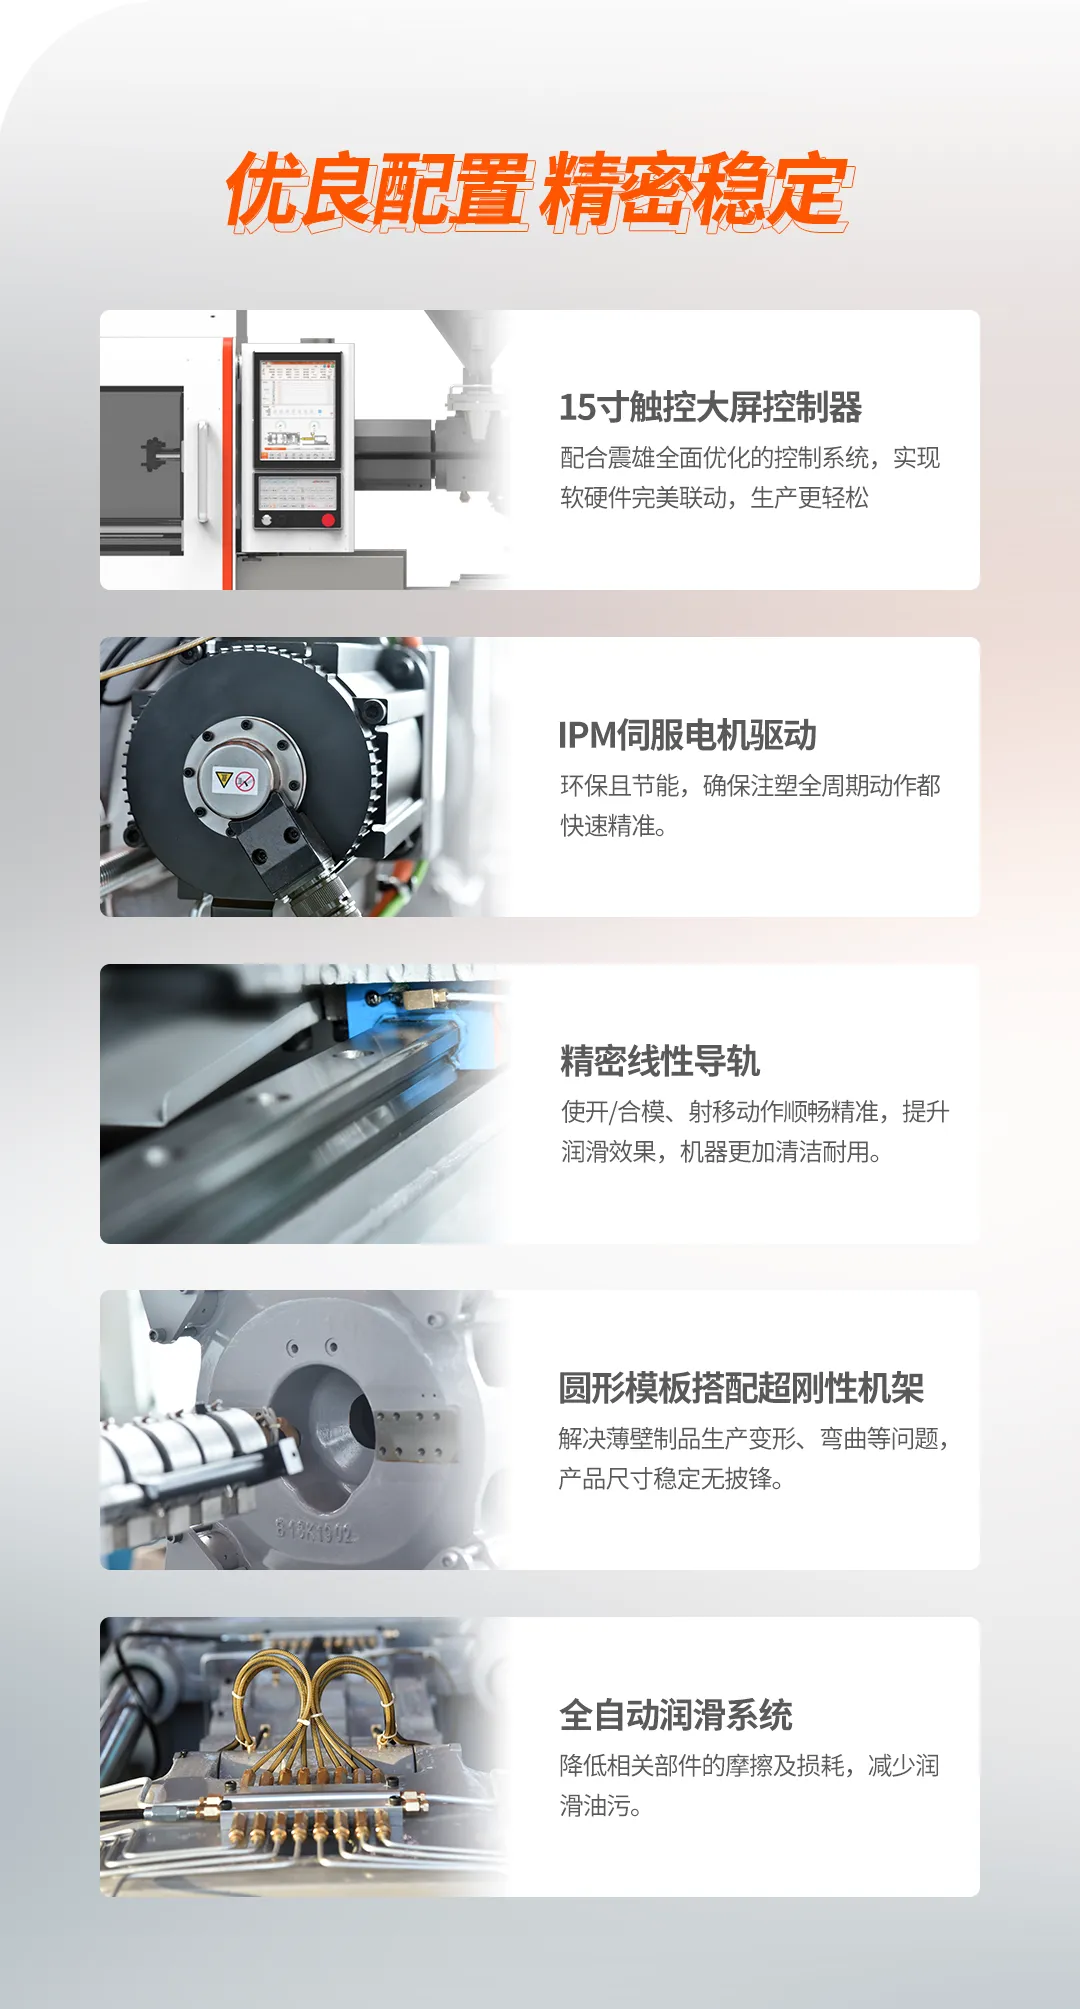 优良配置 精密稳定
15寸触控大屏控制器
配合震雄全面优化的控制系统，实现
软硬件完美联动，生产更轻松
IPM伺服电机驱动
环保且节能，确保注塑全周期动作都
快速精准。
精密线性导轨
使开/合模、射移动作顺畅精准，提升
润滑效果，机器更加清洁耐用。
圆形模板搭配超刚性机架
解决薄壁制品生产变形、弯曲等问题，
产品尺寸稳定无披锋。
全自动润滑系统
降低相关部件的摩擦及损耗，减少润
滑油污。